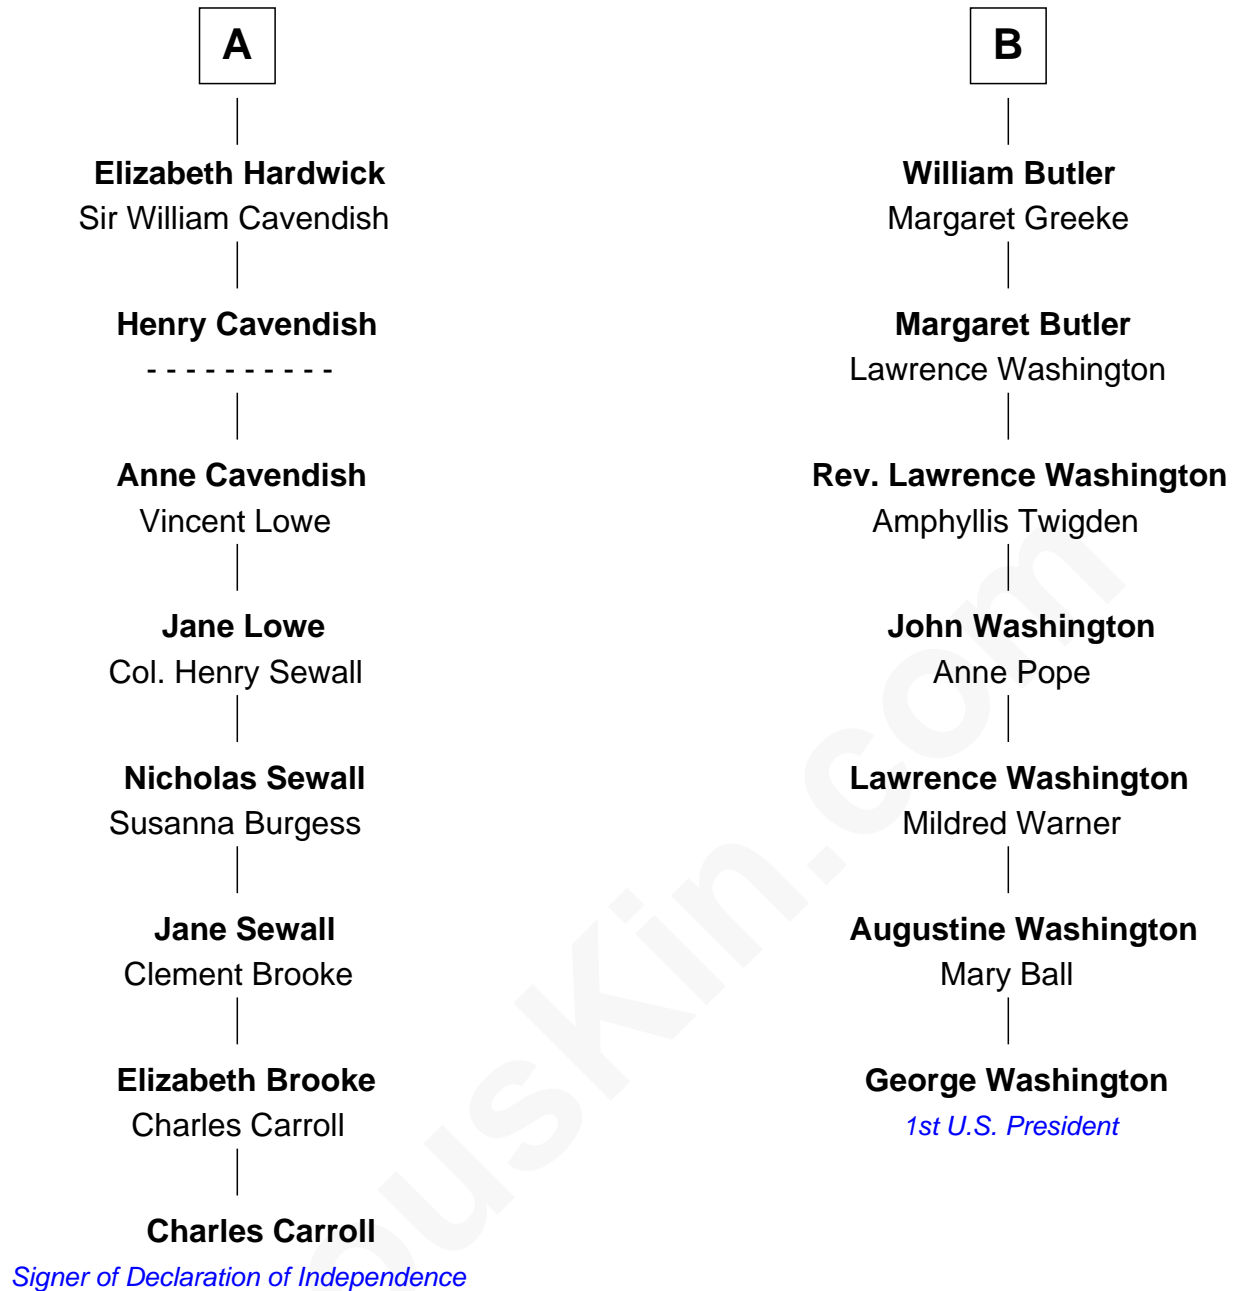 A
Elizabeth Hardwick
Sir William Cavendish
Henry Cavendish
- - - - - - - - - -
Anne Cavendish
Vincent Lowe
Jane Lowe
Col. Henry Sewall
Nicholas Sewall
Susanna Burgess
Jane Sewall
Clement Brooke
Elizabeth Brooke
Charles Carroll
Charles Carroll
Signer of Declaration of Independence
B
William Butler
Margaret Greeke
Margaret Butler
Lawrence Washington
Rev. Lawrence Washington
Amphyllis Twigden
John Washington
Anne Pope
Lawrence Washington
Mildred Warner
Augustine Washington
Mary Ball
George Washington
1st U.S. President
ousKin.com